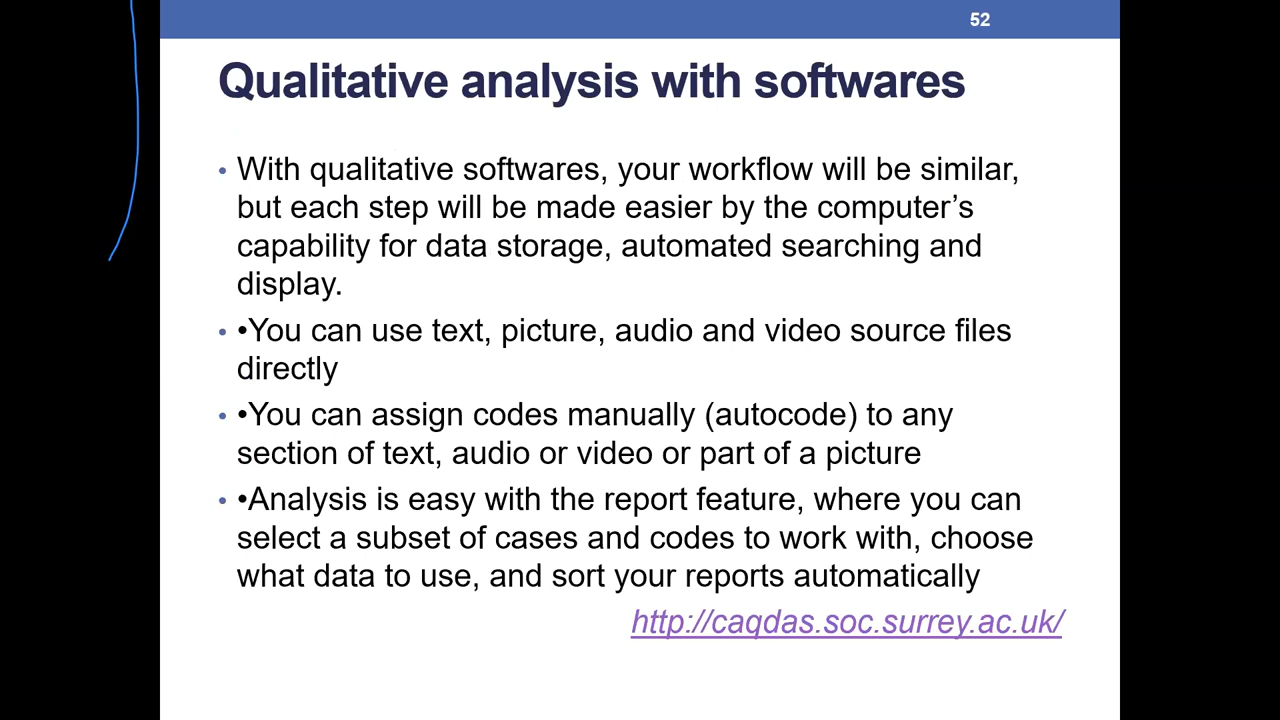 52
Qualitative analysis with softwares
• With qualitative softwares, your workflow will be similar,
but each step will be made easier by the computer’s
capability for data storage, automated searching and
display.
• •You can use text, picture, audio and video source files
directly
• •You can assign codes manually (autocode) to any
section of text, audio or video or part of a picture
• •Analysis is easy with the report feature, where you can
select a subset of cases and codes to work with, choose
what data to use, and sort your reports automatically
http://caqdas.soc.surrey.ac.uk/